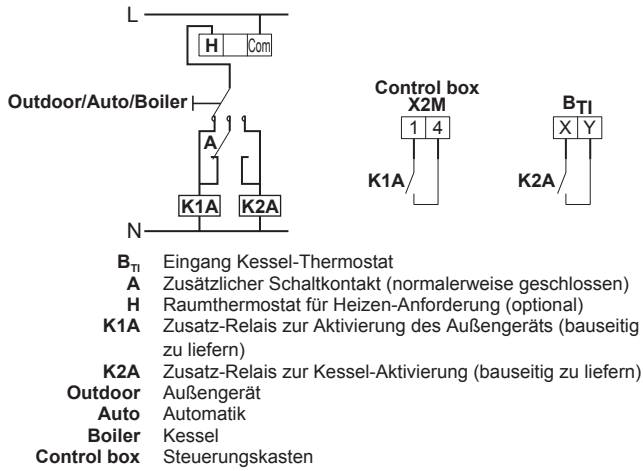 L
H Com
Outdoor/Auto/Boiler
Control box
X2M
1 4
BTI
X Y
A
K1A
K2A
K1A K2A
N
BTI Eingang Kessel-Thermostat
A Zusätzlicher Schaltkontakt (normalerweise geschlossen)
H Raumthermostat für Heizen-Anforderung (optional)
K1A Zusatz-Relais zur Aktivierung des Außengeräts (bauseitig
zu liefern)
K2A Zusatz-Relais zur Kessel-Aktivierung (bauseitig zu liefern)
Outdoor Außengerät
Auto Automatik
Boiler Kessel
Control box Steuerungskasten